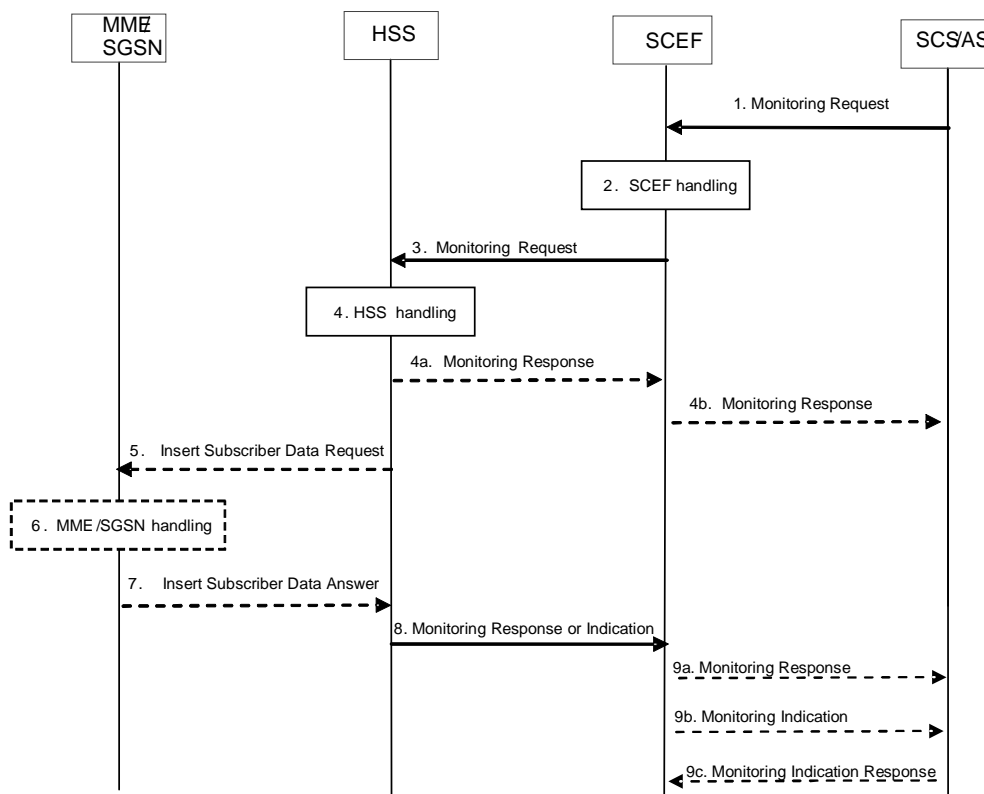 MME/
SGSN
HSS
SCEF
SCS/AS
1. Monitoring Request
2. SCEF handling
3. Monitoring Request
4. HSS handling
4a. Monitoring Response
4b. Monitoring Response
5. Insert Subscriber Data Request
6. MME/SGSN handling
7. Insert Subscriber Data Answer
8. Monitoring Response or Indication
9a. Monitoring Response
9b. Monitoring Indication
9c. Monitoring Indication Response